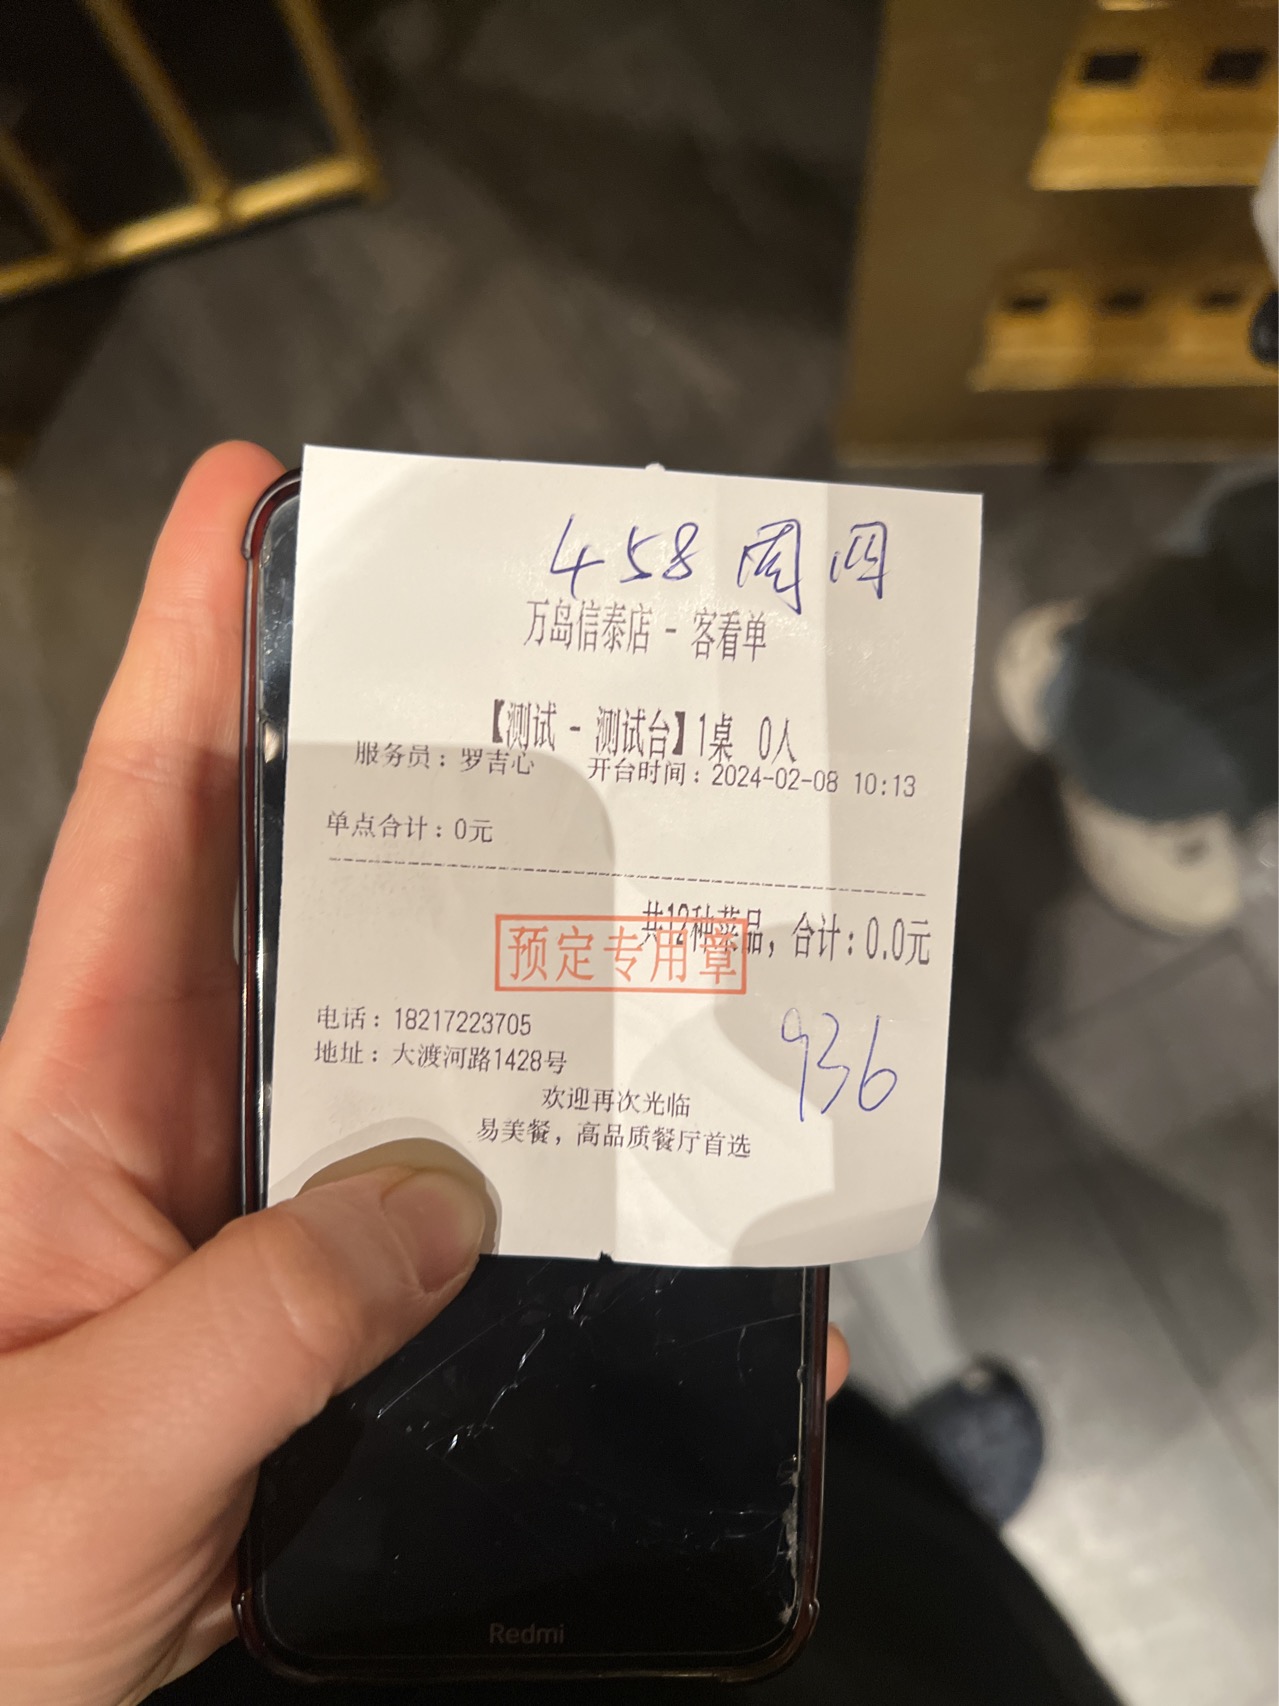 458 周四
万岛信泰店 - 客看单
【测试 - 测试台】1桌 0人
服务员：罗吉心 开台时间：2024-02-08 10:13
单点合计：0元
共12种菜品，合计：0.0元
预定专用章
电话：18217223705
地址：大渡河路1428号
936
欢迎再次光临
易美餐，高品质餐厅首选
Redmi